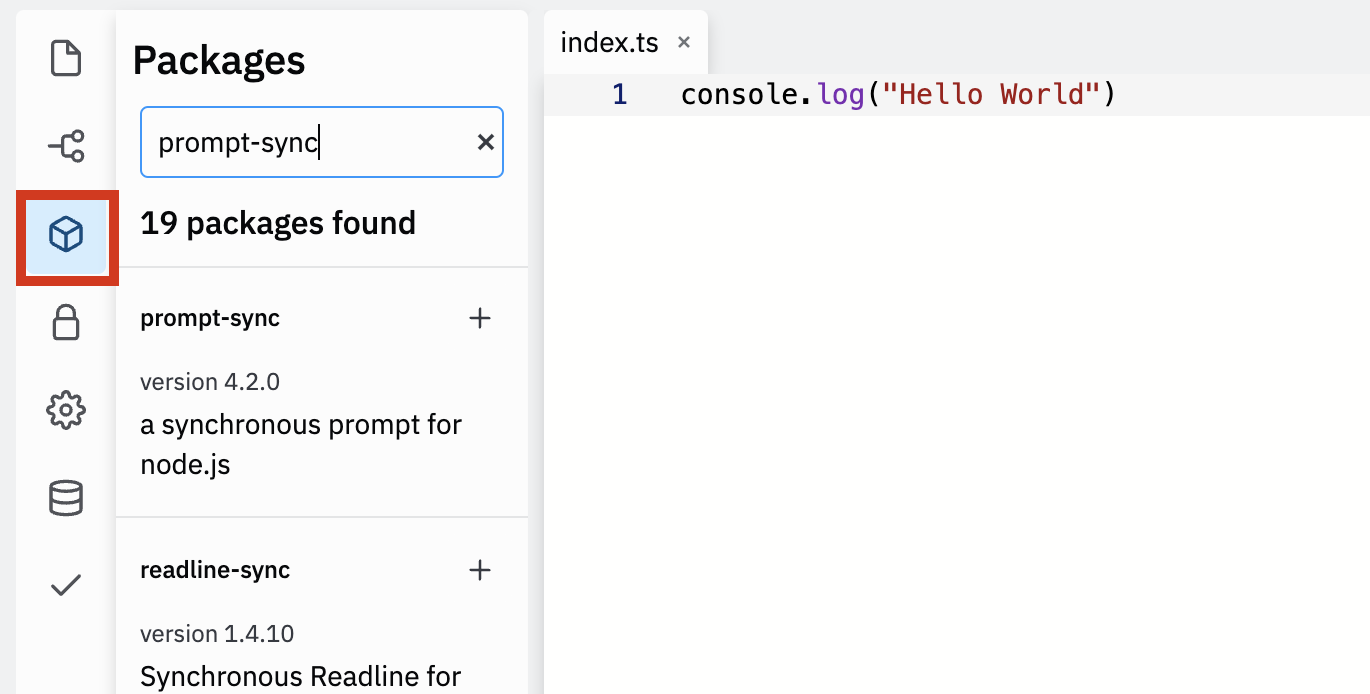 Packages
prompt-sync
19 packages found
prompt-sync
version 4.2.0
a synchronous prompt for
node.js
readline-sync
version 1.4.10
Synchronous Readline for
index.ts ×
1 console.log("Hello World")